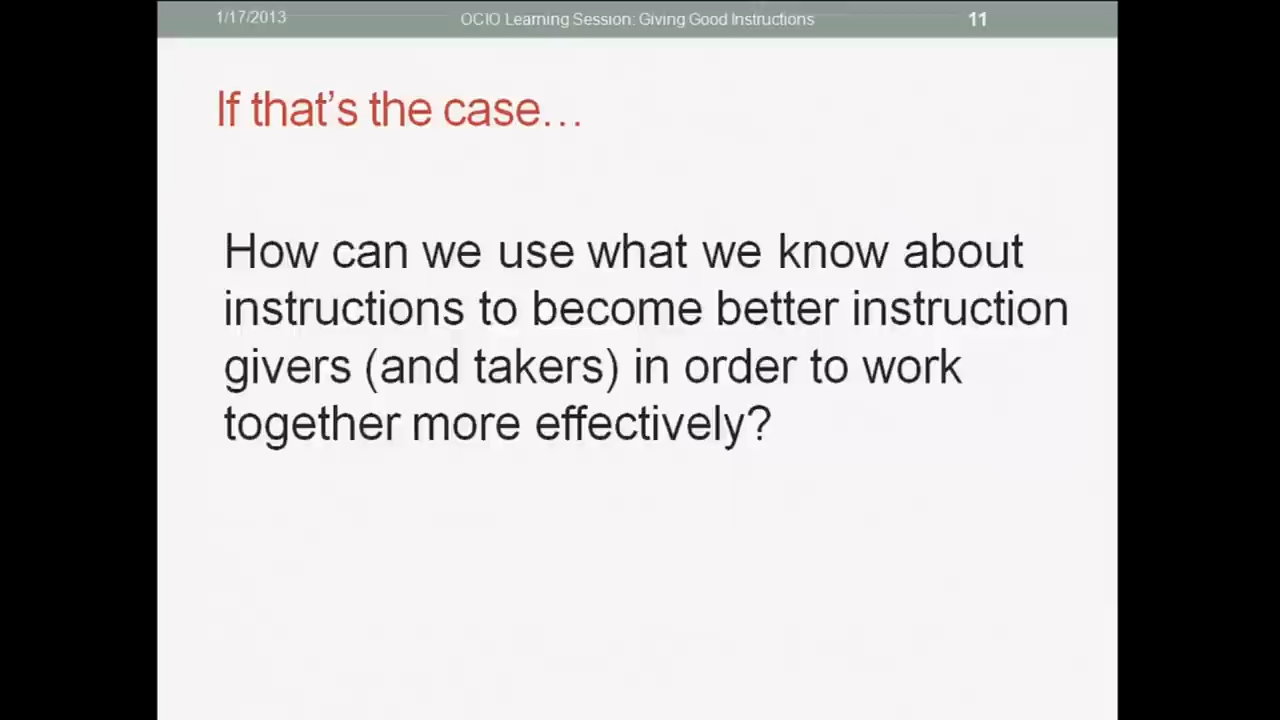 1/17/2013 OCIO Learning Session: Giving Good Instructions 11
If that’s the case…
How can we use what we know about
instructions to become better instruction
givers (and takers) in order to work
together more effectively?